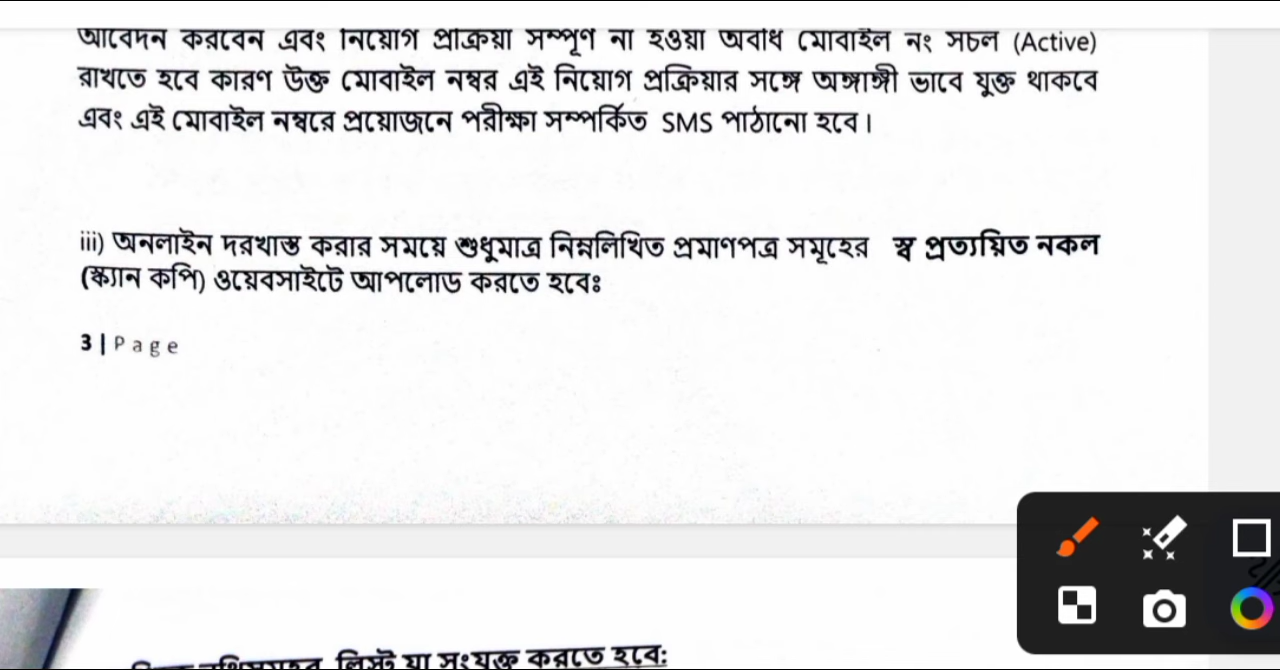 আবেদন করবেন এবং নিয়োগ প্রক্রিয়া সম্পূর্ণ না হওয়া অবধি মোবাইল নং সচল (Active)
রাখতে হবে কারণ উক্ত মোবাইল নম্বর এই নিয়োগ প্রক্রিয়ার সঙ্গে অঙ্গাঙ্গী ভাবে যুক্ত থাকবে
এবং এই মোবাইল নম্বরে প্রয়োজনে পরীক্ষা সম্পর্কিত SMS পাঠানো হবে।
iii) অনলাইন দরখাস্ত করার সময়ে শুধুমাত্র নিম্নলিখিত প্রমাণপত্র সমূহের স্ব প্রত্যয়িত নকল
(স্ক্যান কপি) ওয়েবসাইটে আপলোড করতে হবেঃ
3 | Page
লিস্ট যা সংযুক্ত করতে হবে: